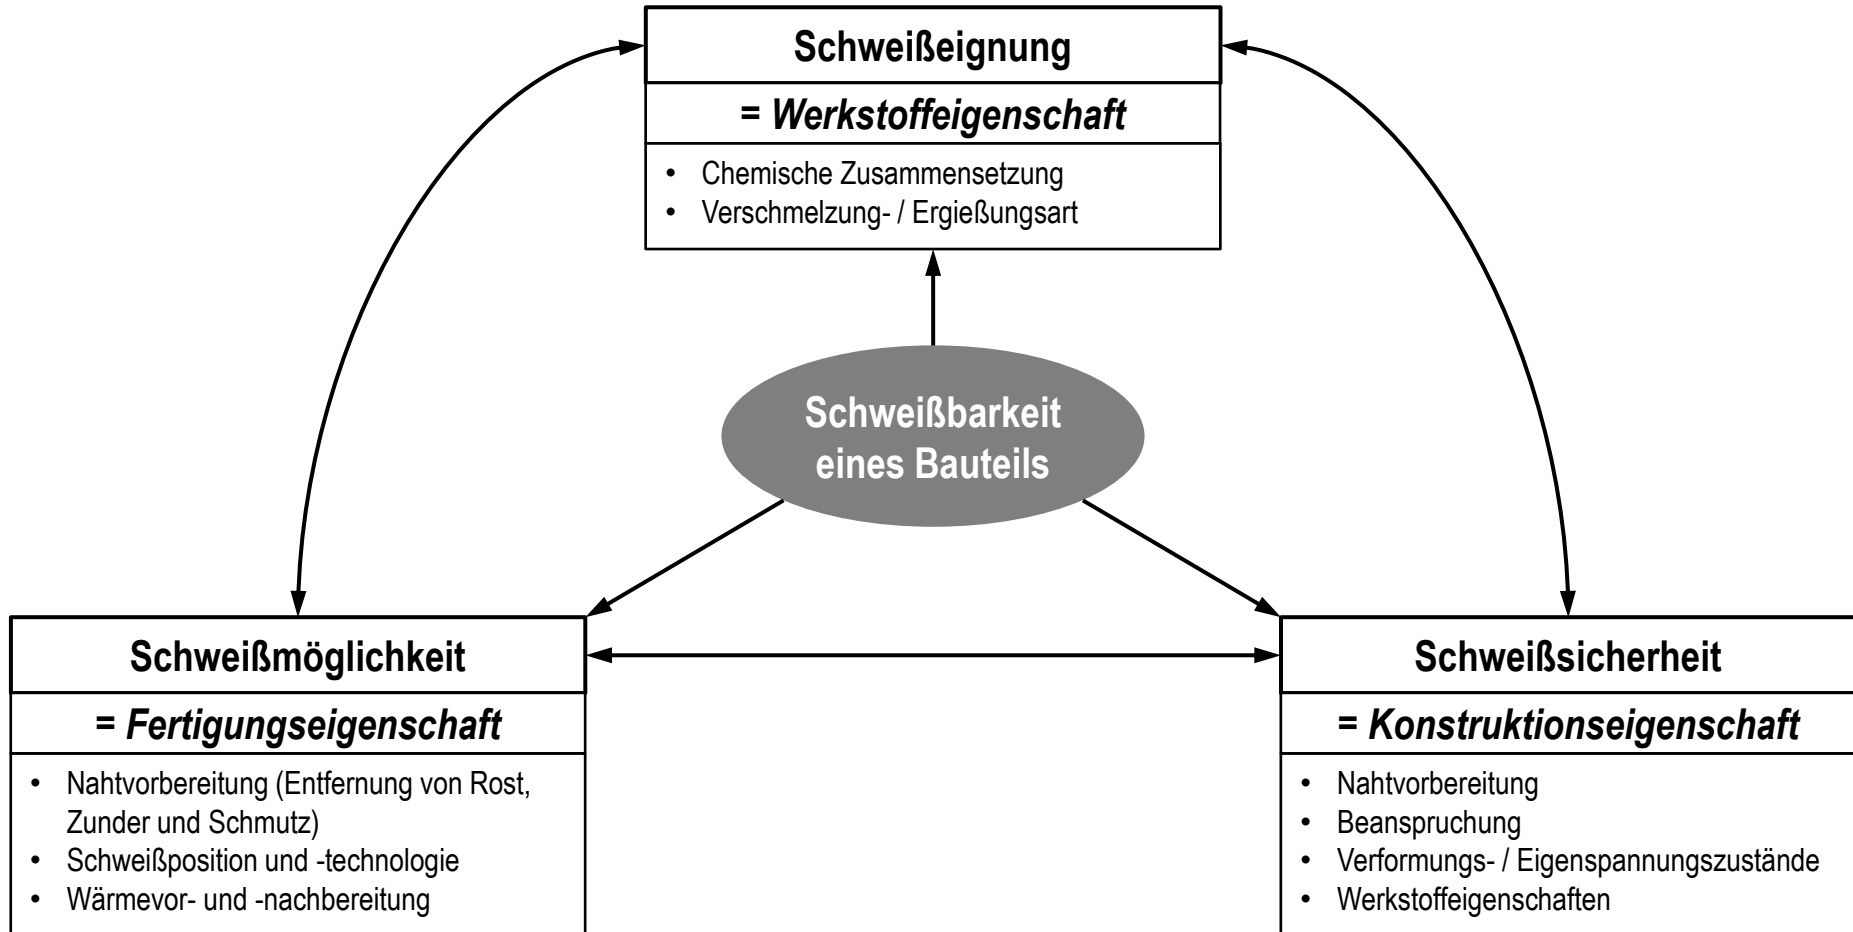 Schweißeignung
= Werkstoffeigenschaft
• Chemische Zusammensetzung
• Verschmelzung- / Ergießungsart
Schweißbarkeit
eines Bauteils
Schweißmöglichkeit
= Fertigungseigenschaft
• Nahtvorbereitung (Entfernung von Rost,
Zunder und Schmutz)
• Schweißposition und -technologie
• Wärmevor- und -nachbereitung
Schweißsicherheit
= Konstruktionseigenschaft
• Nahtvorbereitung
• Beanspruchung
• Verformungs- / Eigenspannungszustände
• Werkstoffeigenschaften